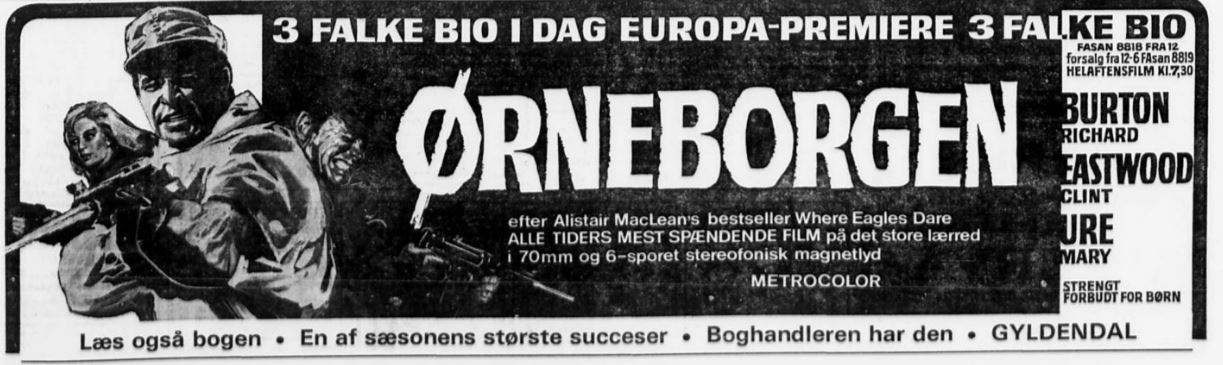 3 FALKE BIO I DAG EUROPA-PREMIERE 3 FALKE BIO
FASAN 8818 FRA 12
forsalg fra 12-6 FAsan 8819
HELAFTENSFILM Kl. 7,30
ØRNEBORGEN
BURTON
RICHARD
EASTWOOD
CLINT
URE
MARY
efter Alistair MacLean's bestseller Where Eagles Dare
ALLE TIDERS MEST SPÆNDENDE FILM på det store lærred
i 70mm og 6-sporet stereofonisk magnetlyd
METROCOLOR
STRENGT
FORBUDT FOR BØRN
Læs også bogen • En af sæsonens største succeser • Boghandleren har den • GYLDENDAL